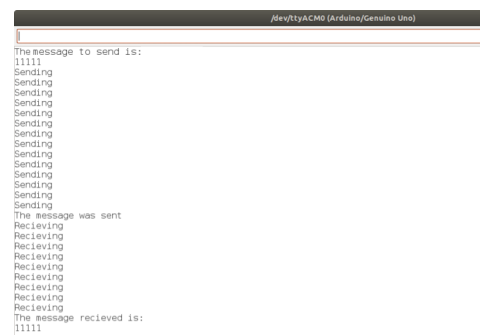 /dev/ttyACM0 (Arduino/Genuino Uno)
The message to send is:
11111
Sending
Sending
Sending
Sending
Sending
Sending
Sending
Sending
Sending
Sending
Sending
Sending
Sending
Sending
The message was sent
Recieving
Recieving
Recieving
Recieving
Recieving
Recieving
Recieving
Recieving
Recieving
The message recieved is:
11111